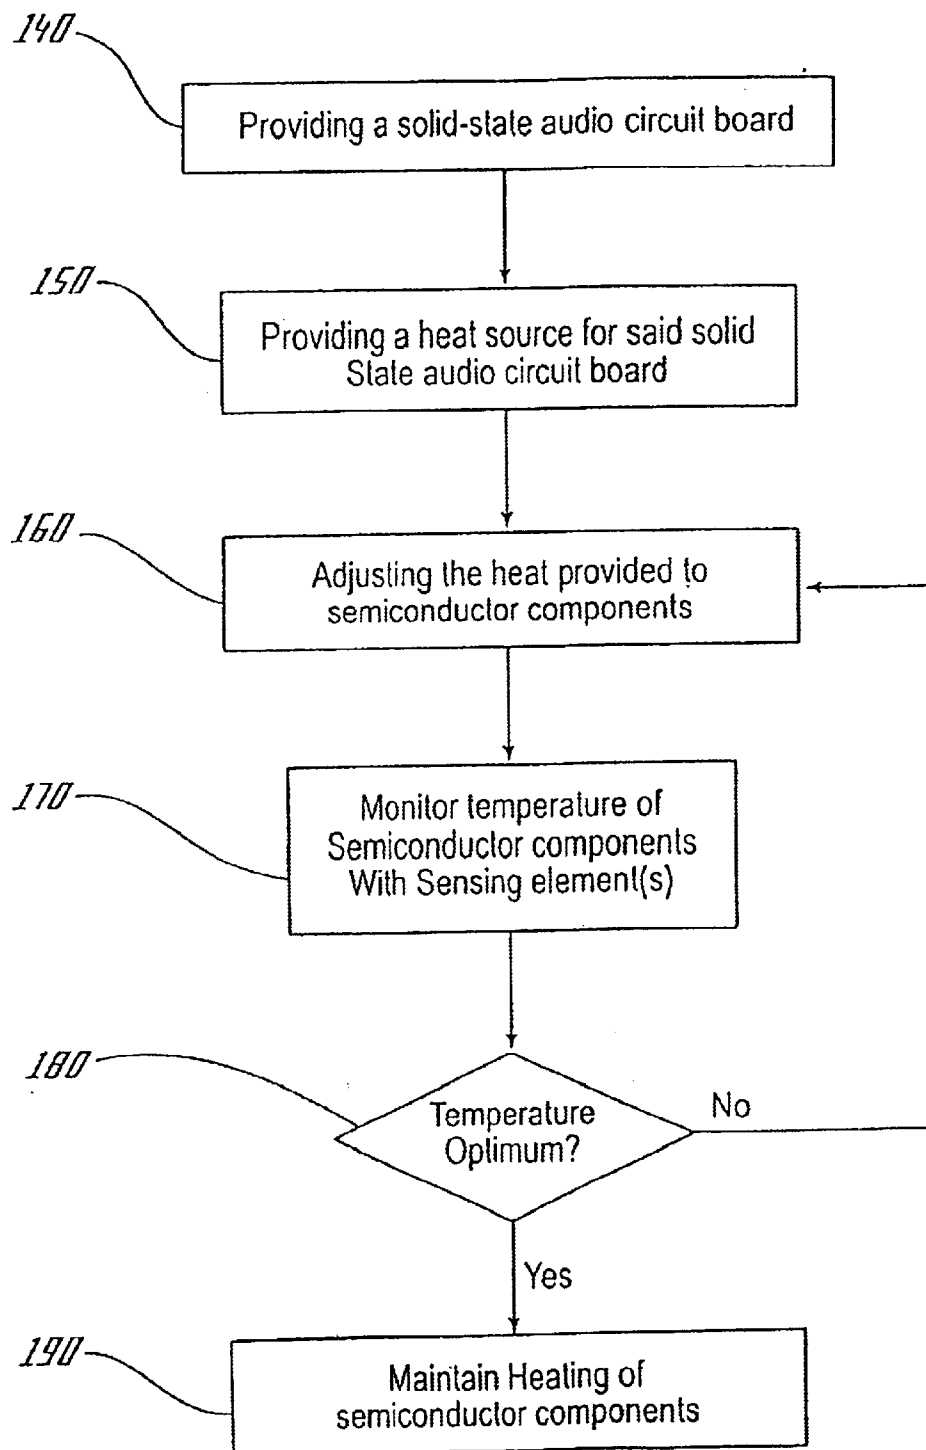 140
Providing a solid-state audio circuit board
150
Providing a heat source for said solid
State audio circuit board
160
Adjusting the heat provided to
semiconductor components
170
Monitor temperature of
Semiconductor components
With Sensing element(s)
180
Temperature
Optimum?
No
Yes
190
Maintain Heating of
semiconductor components